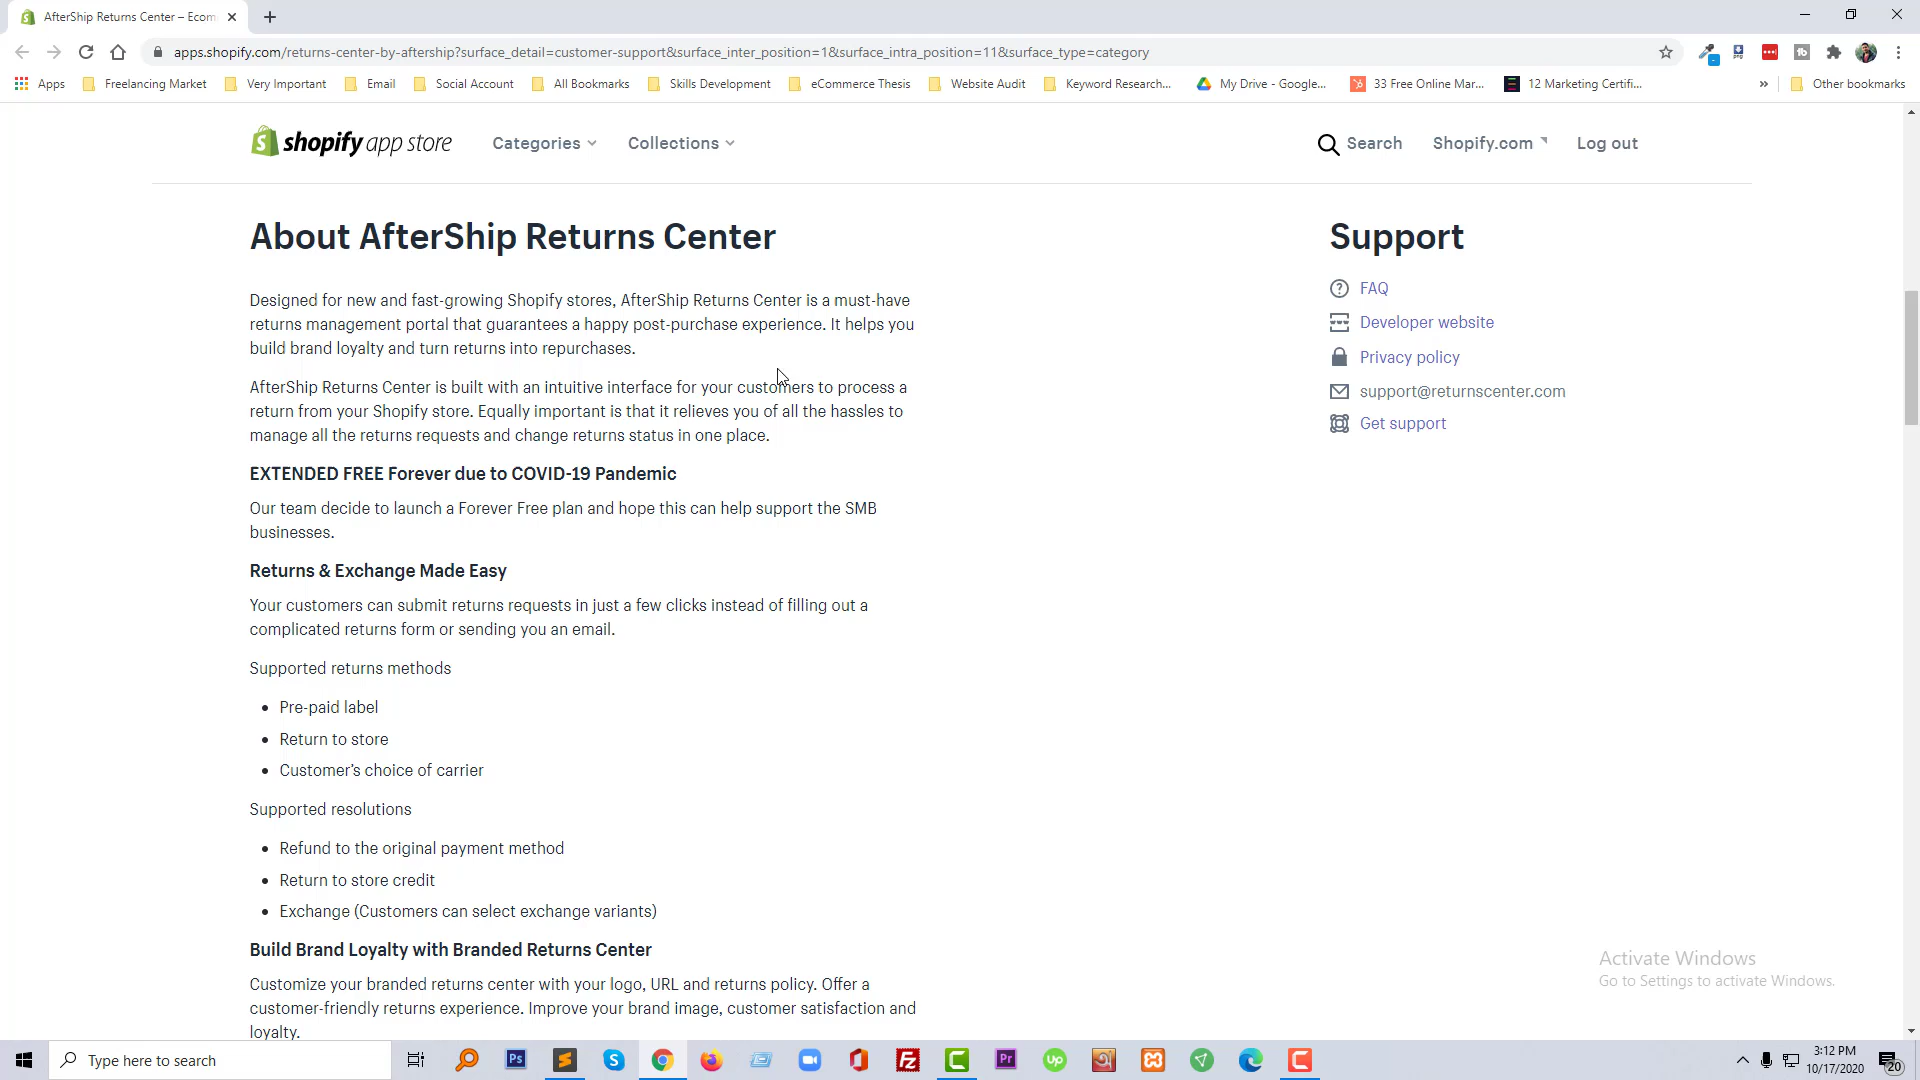 AfterShip Returns Center – Ecom
apps.shopify.com/returns-center-by-aftership?surface_detail=customer-support&surface_inter_position=1&surface_intra_position=11&surface_type=category
Apps Freelancing Market Very Important Email Social Account All Bookmarks Skills Development eCommerce Thesis Website Audit Keyword Research... My Drive - Google... 33 Free Online Mar... 12 Marketing Certifi... » Other bookmarks
shopify app store Categories Collections Search Shopify.com Log out
About AfterShip Returns Center
Designed for new and fast-growing Shopify stores, AfterShip Returns Center is a must-have
returns management portal that guarantees a happy post-purchase experience. It helps you
build brand loyalty and turn returns into repurchases.
AfterShip Returns Center is built with an intuitive interface for your customers to process a
return from your Shopify store. Equally important is that it relieves you of all the hassles to
manage all the returns requests and change returns status in one place.
EXTENDED FREE Forever due to COVID-19 Pandemic
Our team decide to launch a Forever Free plan and hope this can help support the SMB
businesses.
Returns & Exchange Made Easy
Your customers can submit returns requests in just a few clicks instead of filling out a
complicated returns form or sending you an email.
Supported returns methods
• Pre-paid label
• Return to store
• Customer's choice of carrier
Supported resolutions
• Refund to the original payment method
• Return to store credit
• Exchange (Customers can select exchange variants)
Build Brand Loyalty with Branded Returns Center
Customize your branded returns center with your logo, URL and returns policy. Offer a
customer-friendly returns experience. Improve your brand image, customer satisfaction and
loyalty.
Support
FAQ
Developer website
Privacy policy
support@returnscenter.com
Get support
Activate Windows
Go to Settings to activate Windows.
Type here to search
Ps
Pr
up
3:12 PM
10/17/2020
20